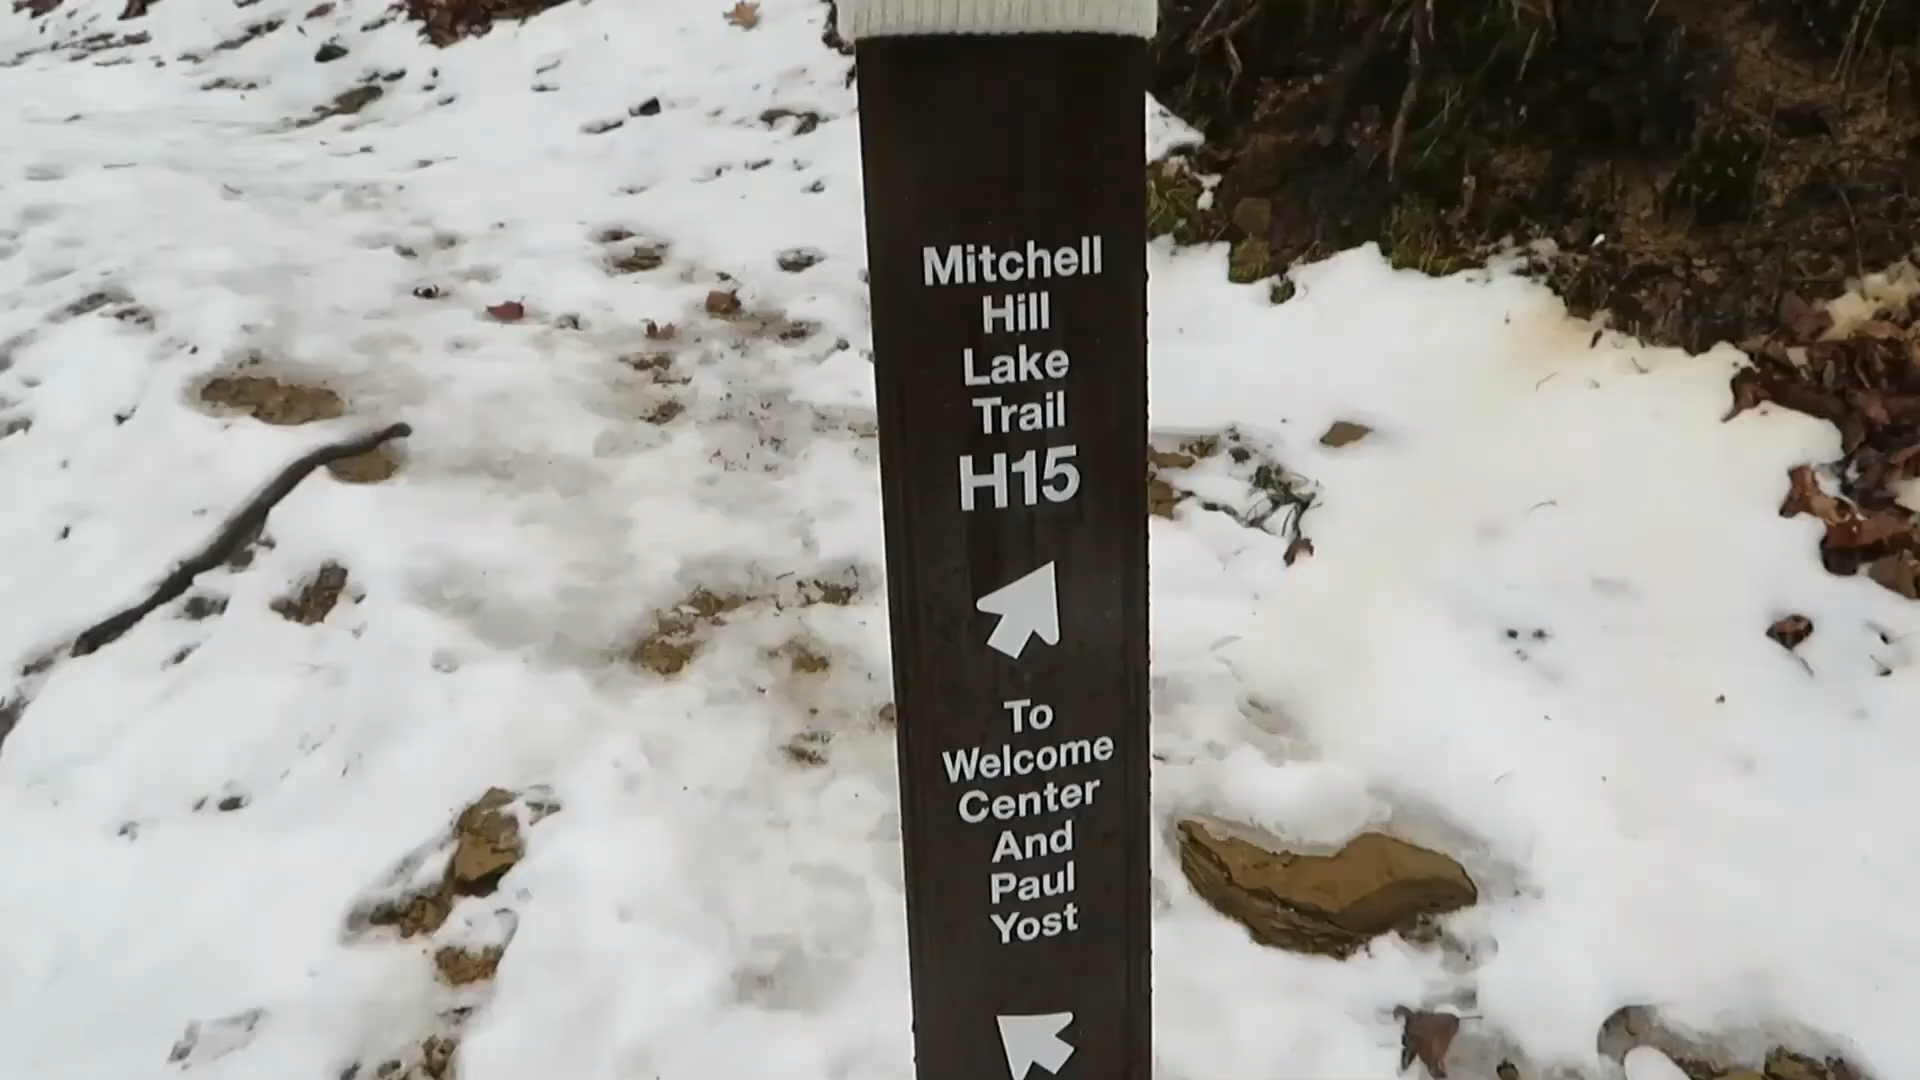 Mitchell
Hill
Lake
Trail
H15
To
Welcome
Center
And
Paul
Yost